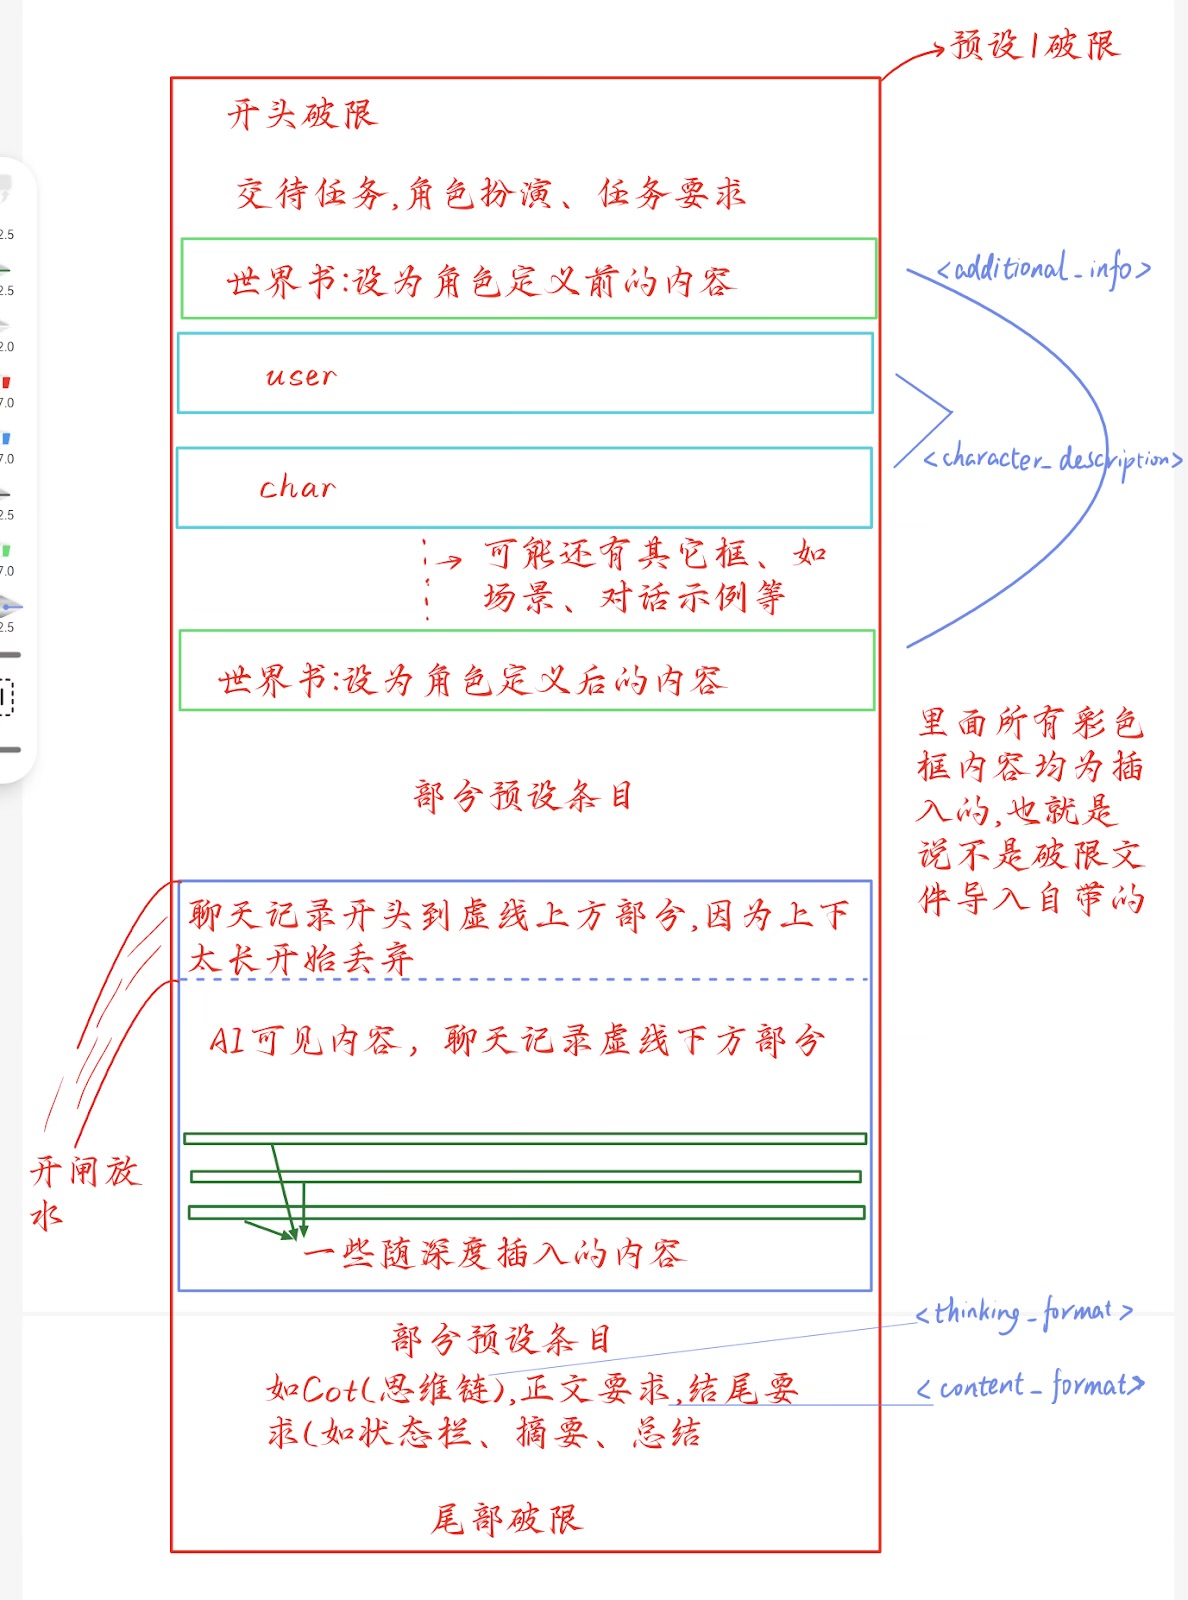 预设/破限
开头破限
交待任务,角色扮演、任务要求
世界书:设为角色定义前的内容
<additional_info>
user
char
<character_description>
可能还有其它框、如
场景、对话示例等
世界书:设为角色定义后的内容
里面所有彩色
框内容均为插
入的,也就是
说不是破限文
件导入自带的
部分预设条目
聊天记录开头到虚线上方部分,因为上下
太长开始丢弃
AI可见内容，聊天记录虚线下方部分
开闸放
水
一些随深度插入的内容
<thinking_format>
部分预设条目
如Cot(思维链),正文要求,结尾要
求(如状态栏、摘要、总结
<content_format>
尾部破限
2.5
2.5
2.0
7.0
7.0
2.5
7.0
2.5